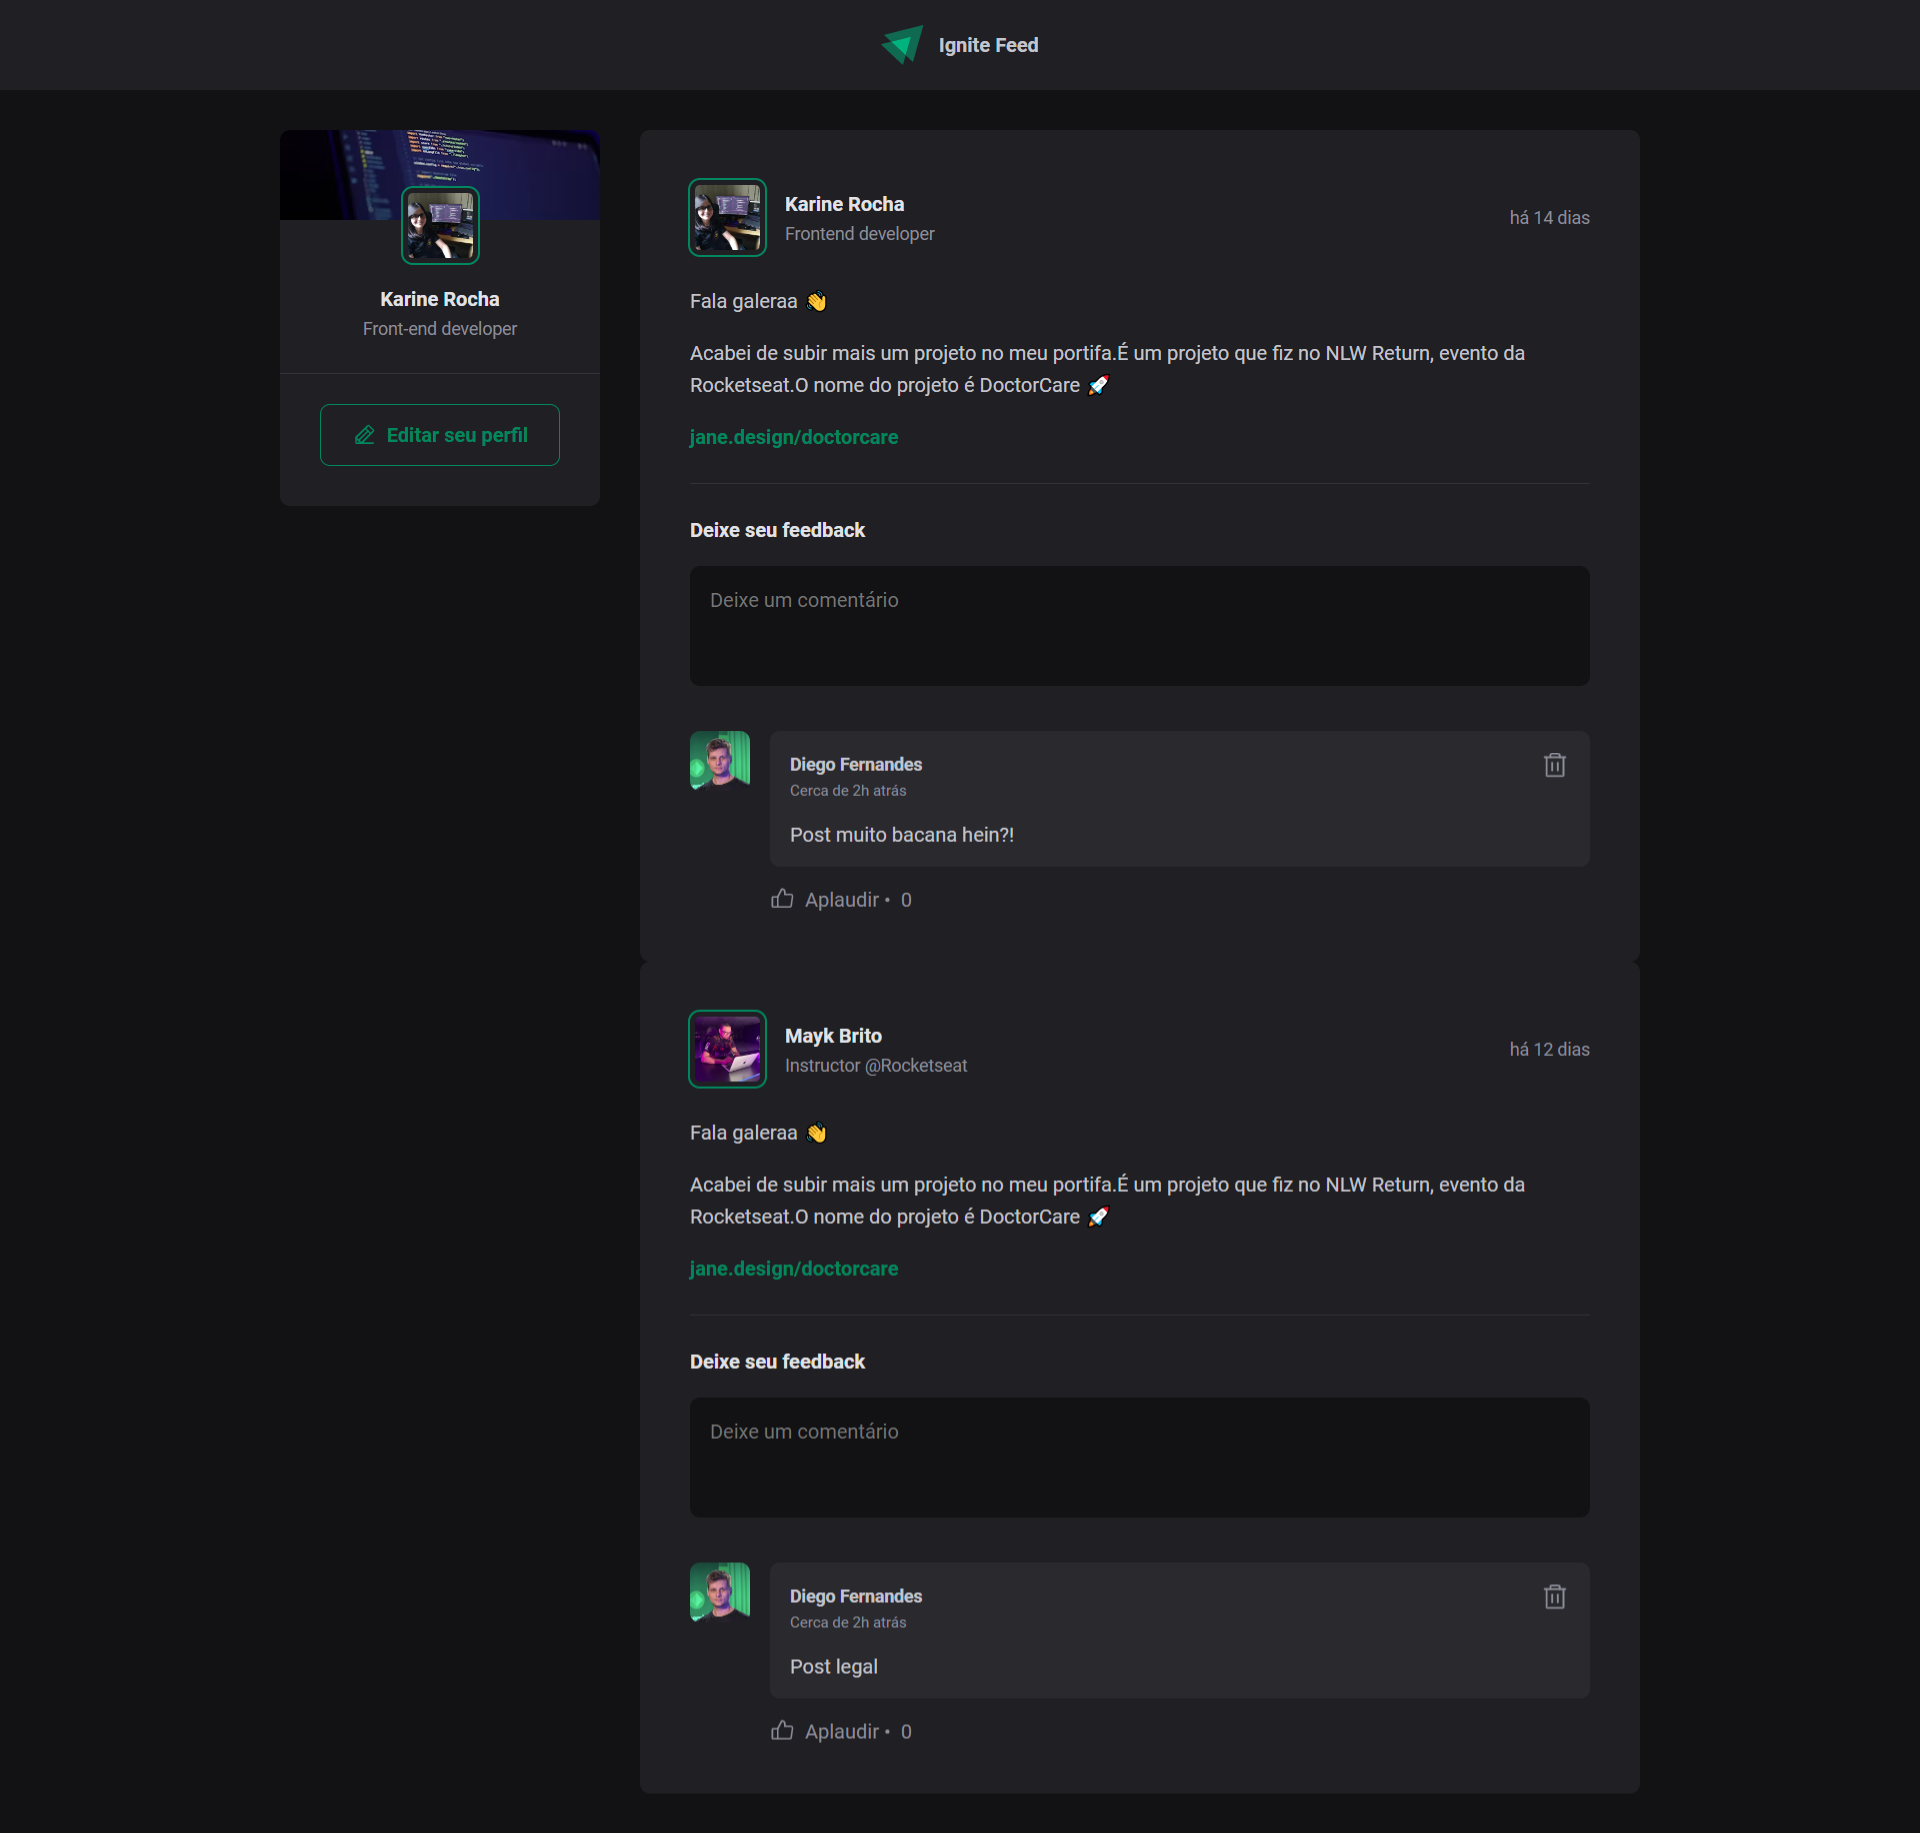 Ignite Feed
Karine Rocha
Front-end developer
Editar seu perfil
Karine Rocha
Frontend developer
há 14 dias
Fala galeraa 👋
Acabei de subir mais um projeto no meu portifa.É um projeto que fiz no NLW Return, evento da
Rocketseat.O nome do projeto é DoctorCare 🚀
jane.design/doctorcare
Deixe seu feedback
Deixe um comentário
Diego Fernandes
Cerca de 2h atrás
Post muito bacana hein?!
Aplaudir • 0
Mayk Brito
Instructor @Rocketseat
há 12 dias
Fala galeraa 👋
Acabei de subir mais um projeto no meu portifa.É um projeto que fiz no NLW Return, evento da
Rocketseat.O nome do projeto é DoctorCare 🚀
jane.design/doctorcare
Deixe seu feedback
Deixe um comentário
Diego Fernandes
Cerca de 2h atrás
Post legal
Aplaudir • 0